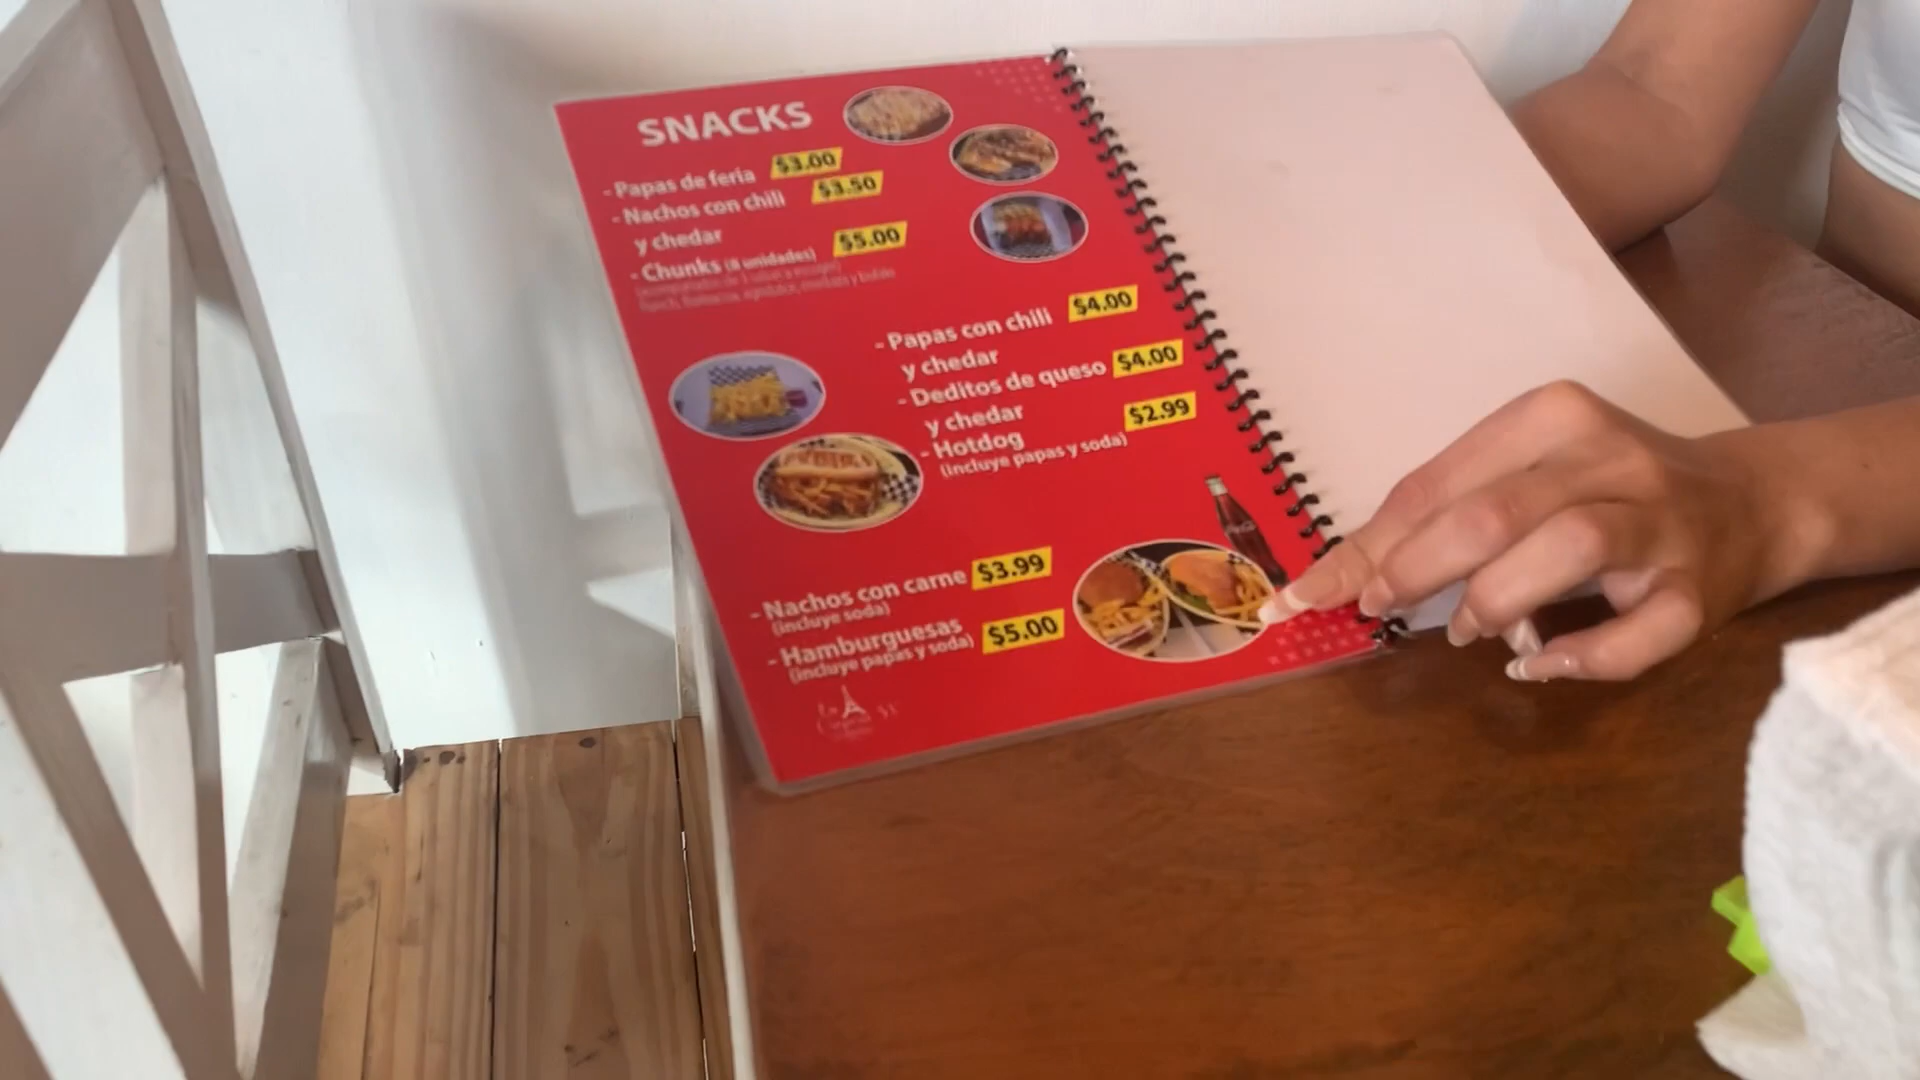 SNACKS
- Papas de feria $3.00
- Nachos con chili $3.50
y chedar
- Chunks (8 unidades) $5.00
- Papas con chili $4.00
y chedar
- Deditos de queso $4.00
y chedar
- Hotdog $2.99
(incluye papas y soda)
- Nachos con carne $3.99
(incluye soda)
- Hamburguesas $5.00
(incluye papas y soda)